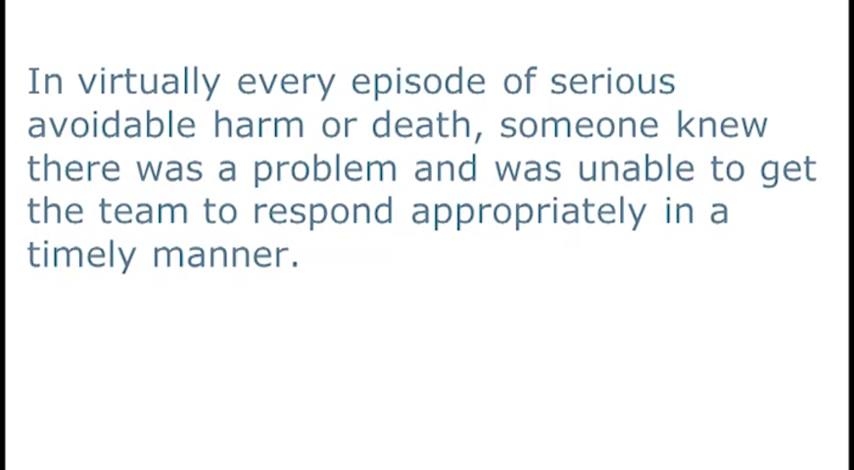 In virtually every episode of serious
avoidable harm or death, someone knew
there was a problem and was unable to get
the team to respond appropriately in a
timely manner.